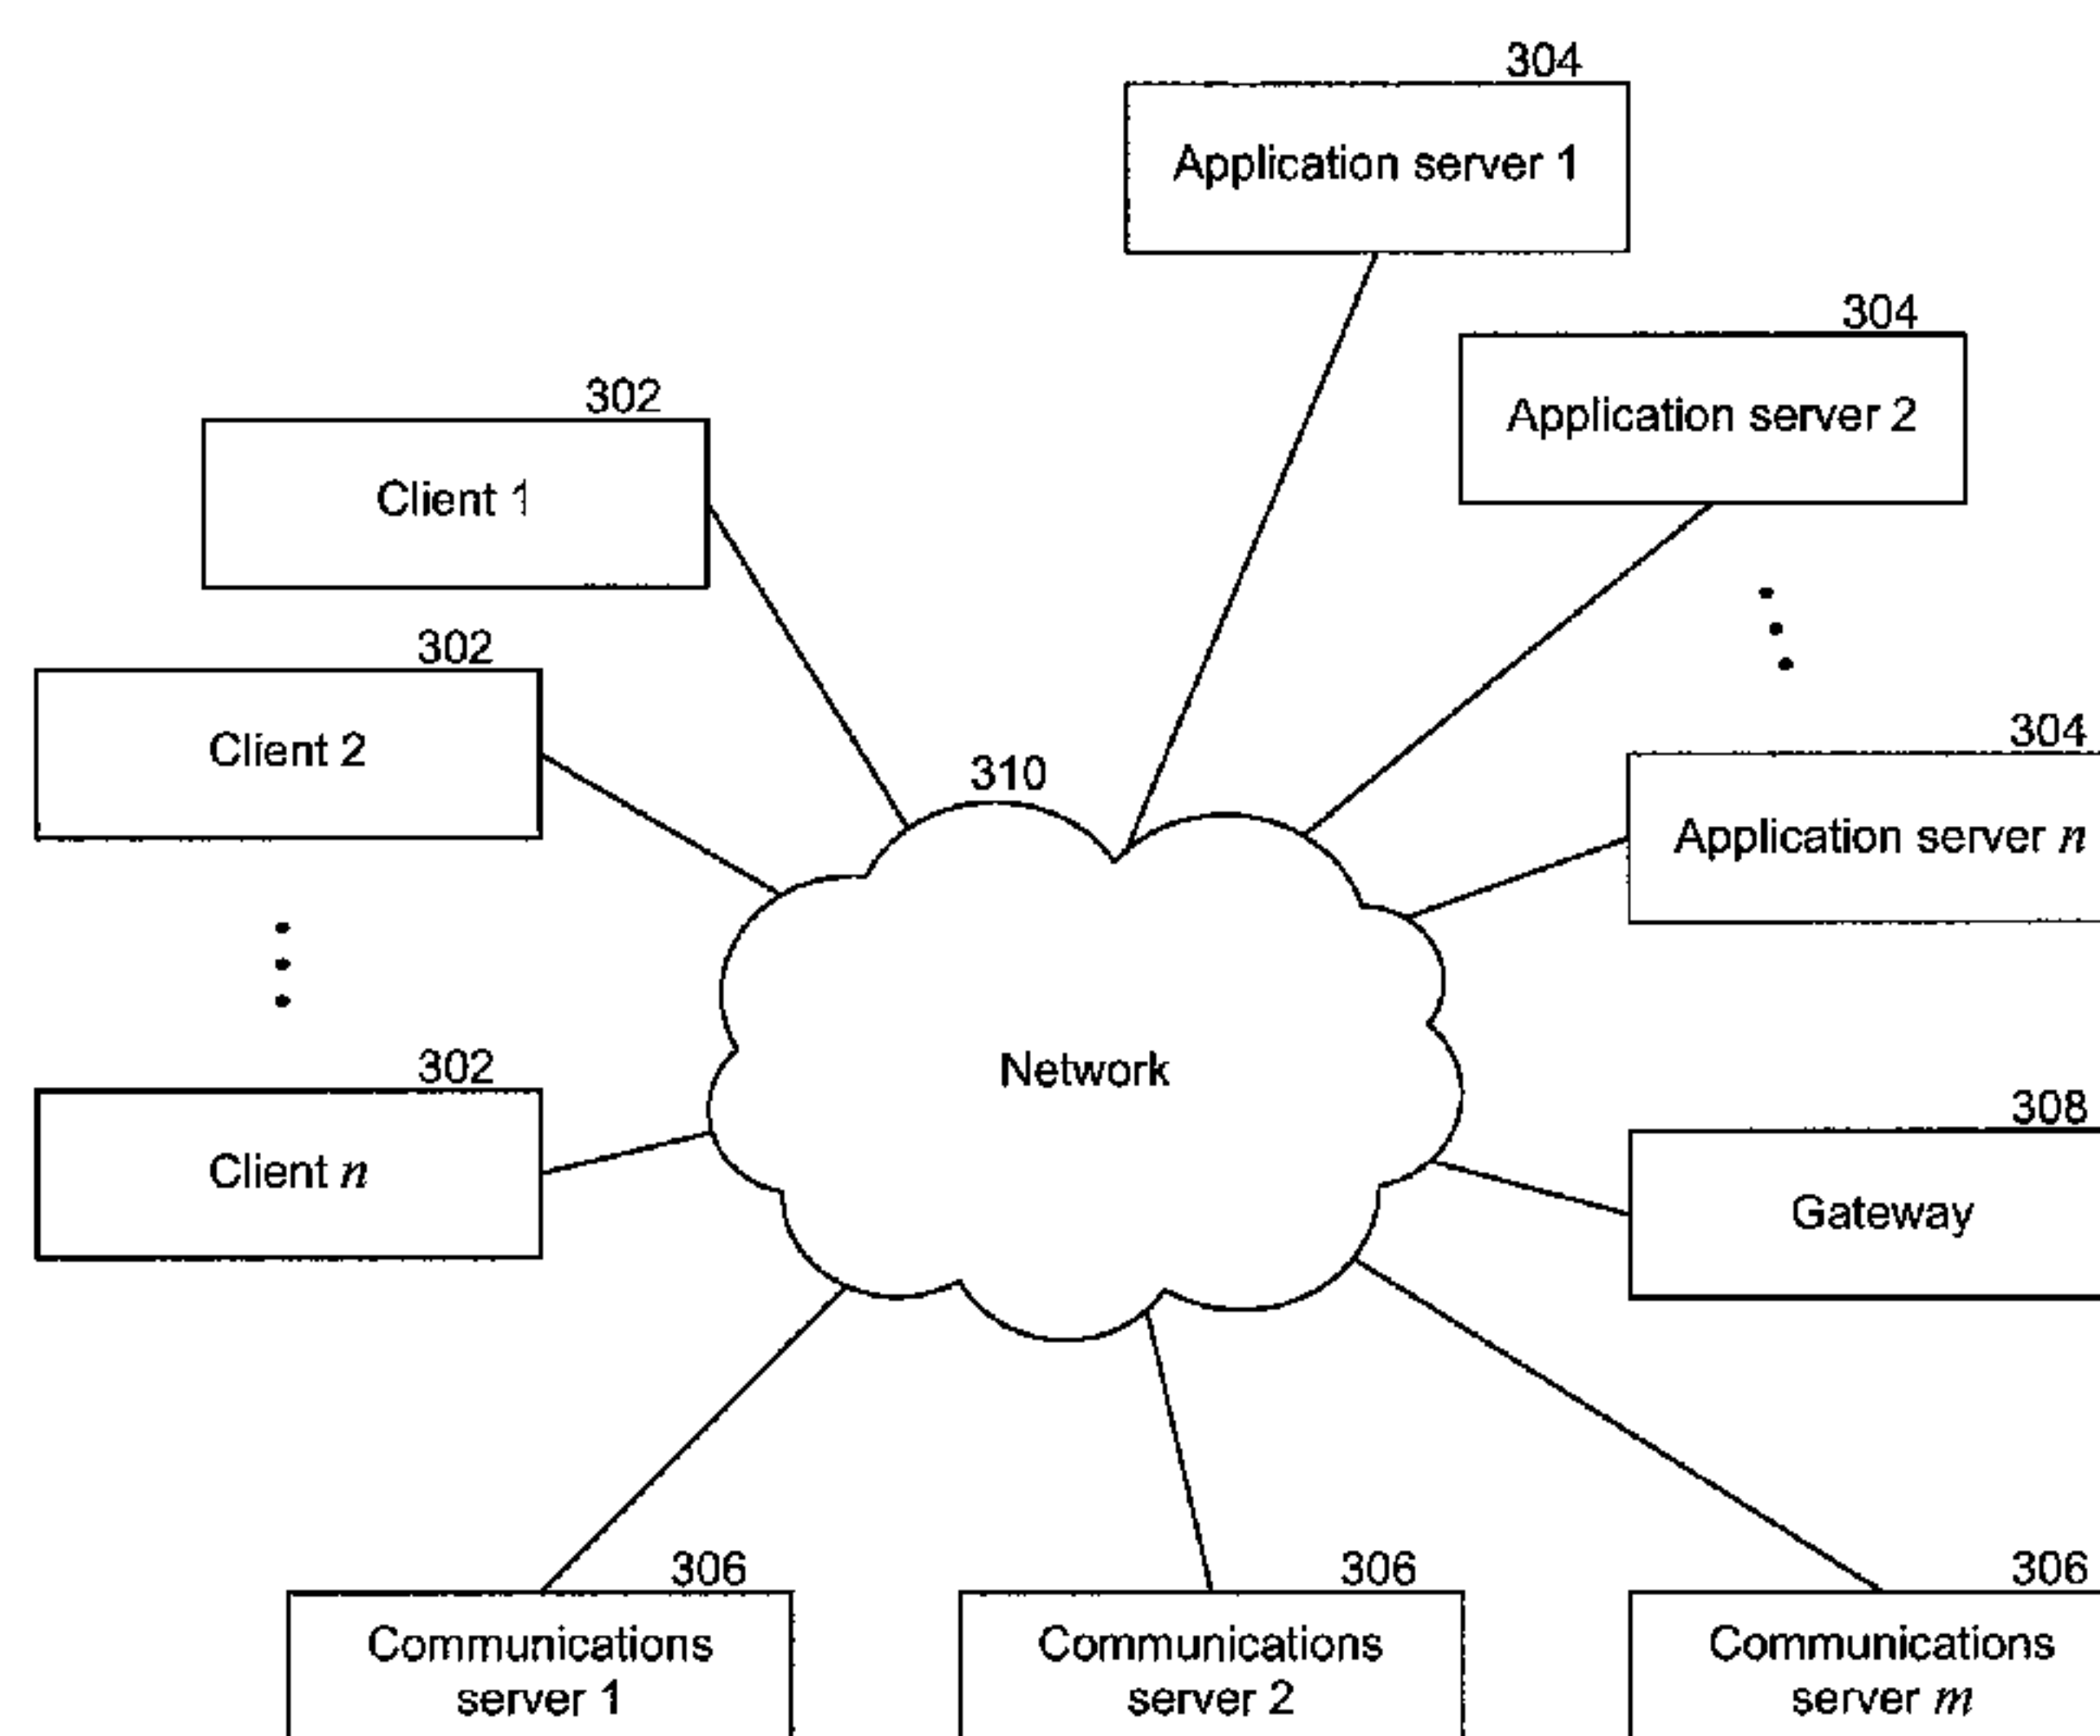 304
Application server 1
304
Application server 2
302
Client 1
302
Client 2
304
Application server n
310
Network
302
Client n
308
Gateway
306
Communications
server 1
306
Communications
server 2
306
Communications
server m